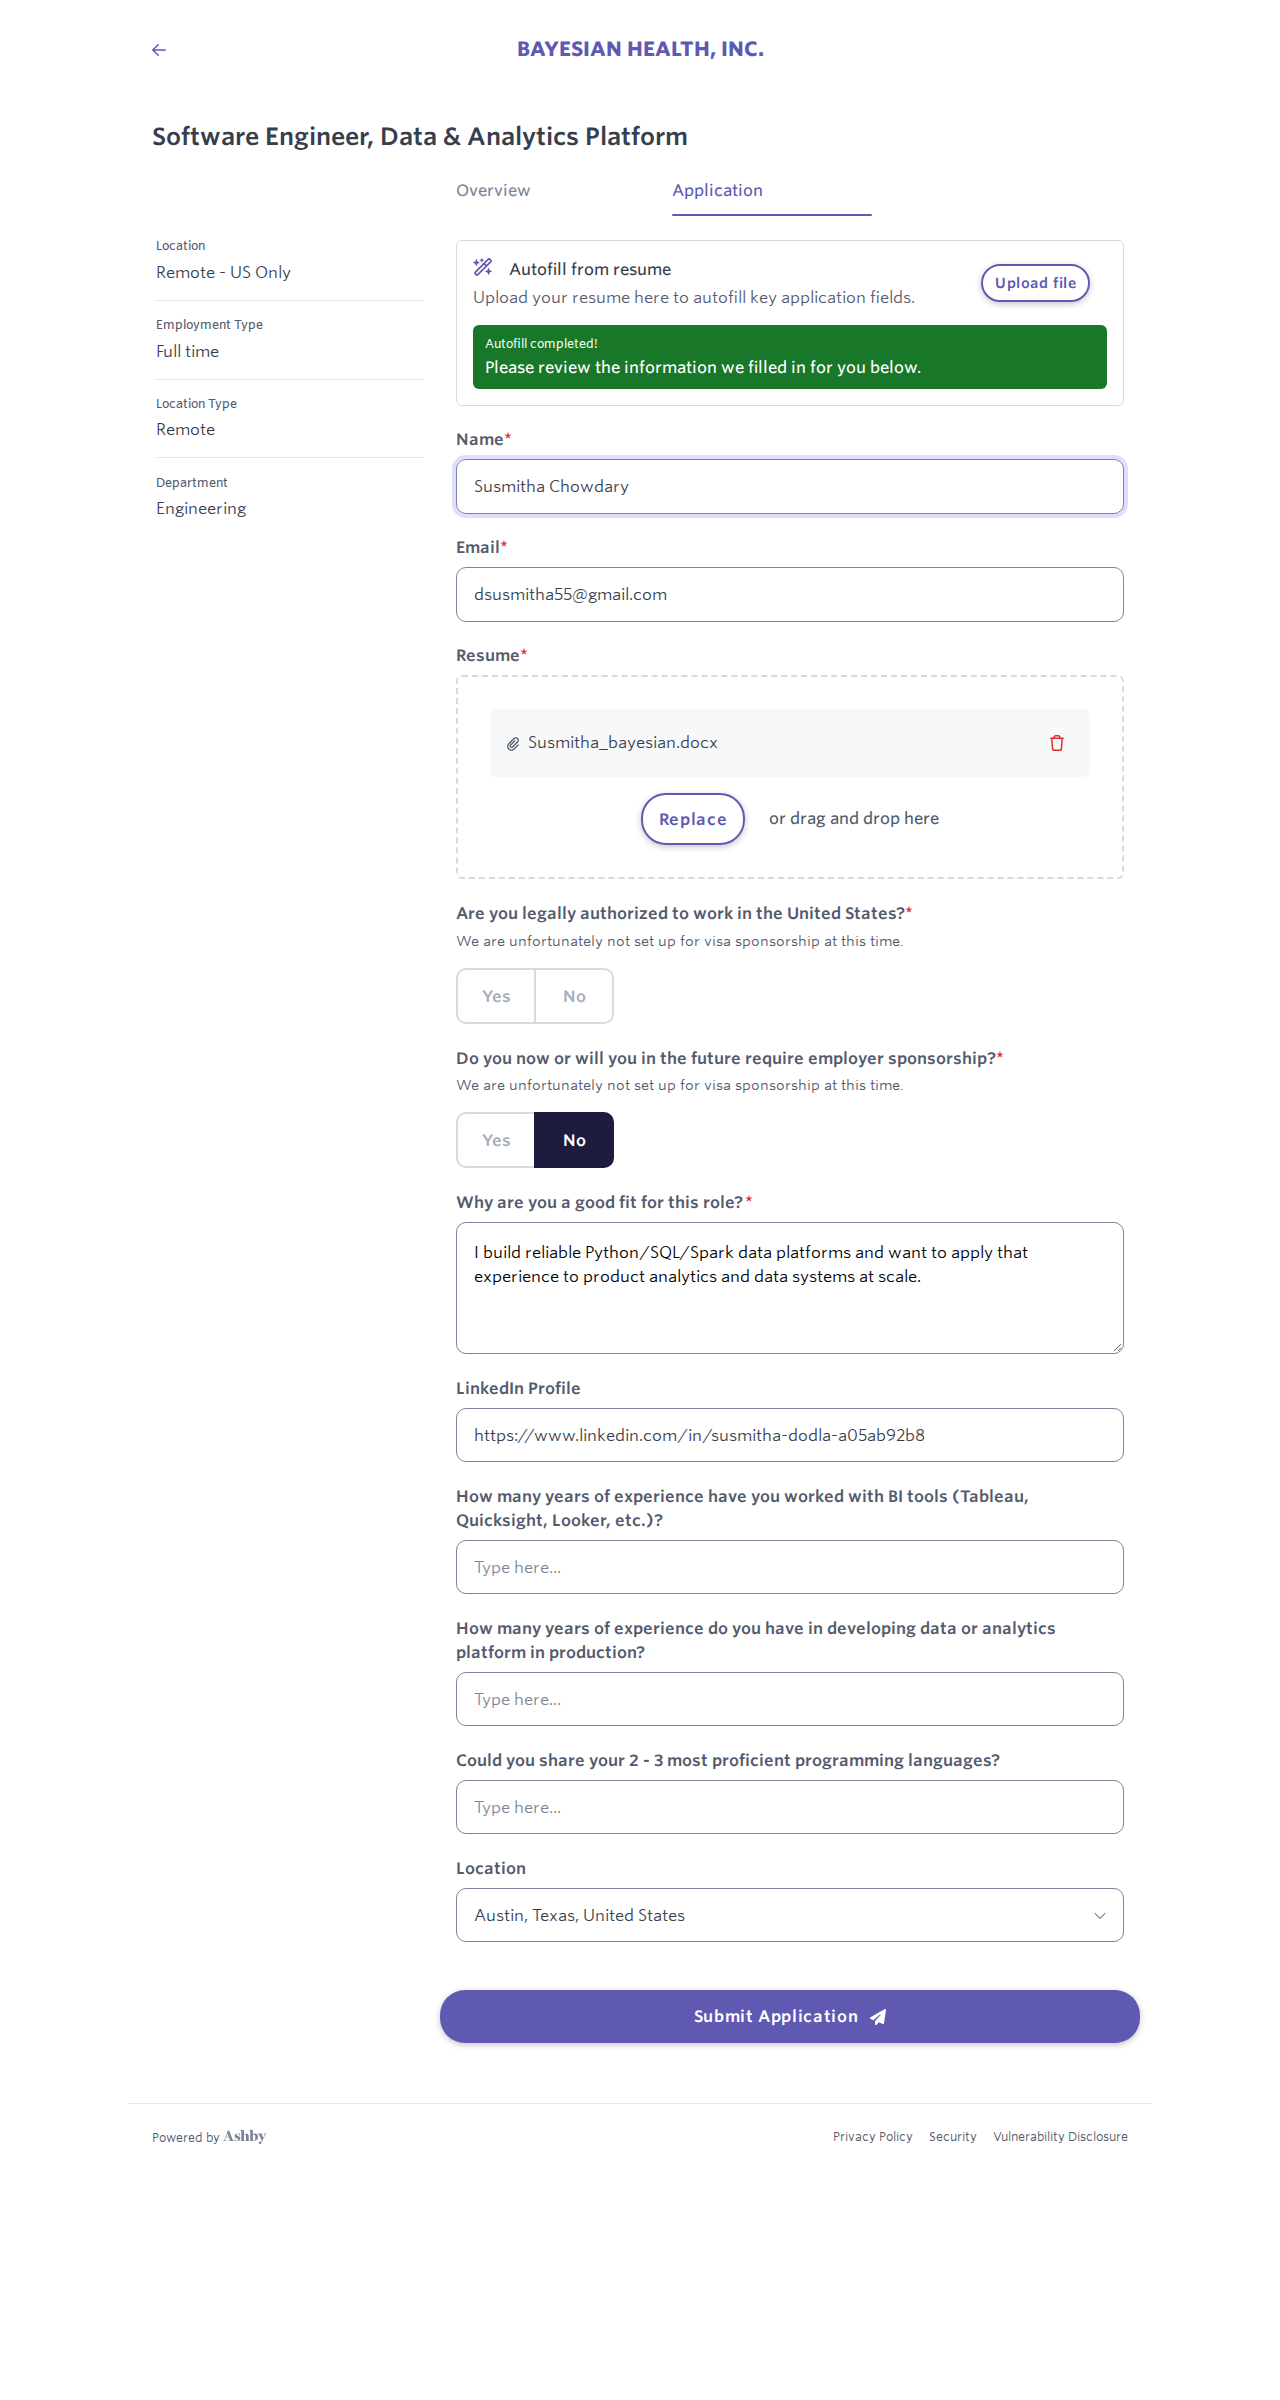 BAYESIAN HEALTH, INC.
Software Engineer, Data & Analytics Platform
Overview
Application
Location
Remote - US Only
Employment Type
Full time
Location Type
Remote
Department
Engineering
Autofill from resume
Upload your resume here to autofill key application fields.
Upload file
Autofill completed!
Please review the information we filled in for you below.
Name*
Susmitha Chowdary
Email*
dsusmitha55@gmail.com
Resume*
Susmitha_bayesian.docx
Replace
or drag and drop here
Are you legally authorized to work in the United States?*
We are unfortunately not set up for visa sponsorship at this time.
Yes
No
Do you now or will you in the future require employer sponsorship?*
We are unfortunately not set up for visa sponsorship at this time.
Yes
No
Why are you a good fit for this role?*
I build reliable Python/SQL/Spark data platforms and want to apply that
experience to product analytics and data systems at scale.
LinkedIn Profile
https://www.linkedin.com/in/susmitha-dodla-a05ab92b8
How many years of experience have you worked with BI tools (Tableau,
Quicksight, Looker, etc.)?
Type here...
How many years of experience do you have in developing data or analytics
platform in production?
Type here...
Could you share your 2 - 3 most proficient programming languages?
Type here...
Location
Austin, Texas, United States
Submit Application
Powered by Ashby
Privacy Policy
Security
Vulnerability Disclosure